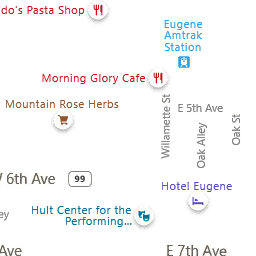 do's Pasta Shop
Eugene
Amtrak
Station
Morning Glory Cafe
Mountain Rose Herbs
E 5th Ave
Willamette St
Oak Alley
Oak St
6th Ave
99
Hotel Eugene
ey
Hult Center for the
Performing...
Ave
E 7th Ave